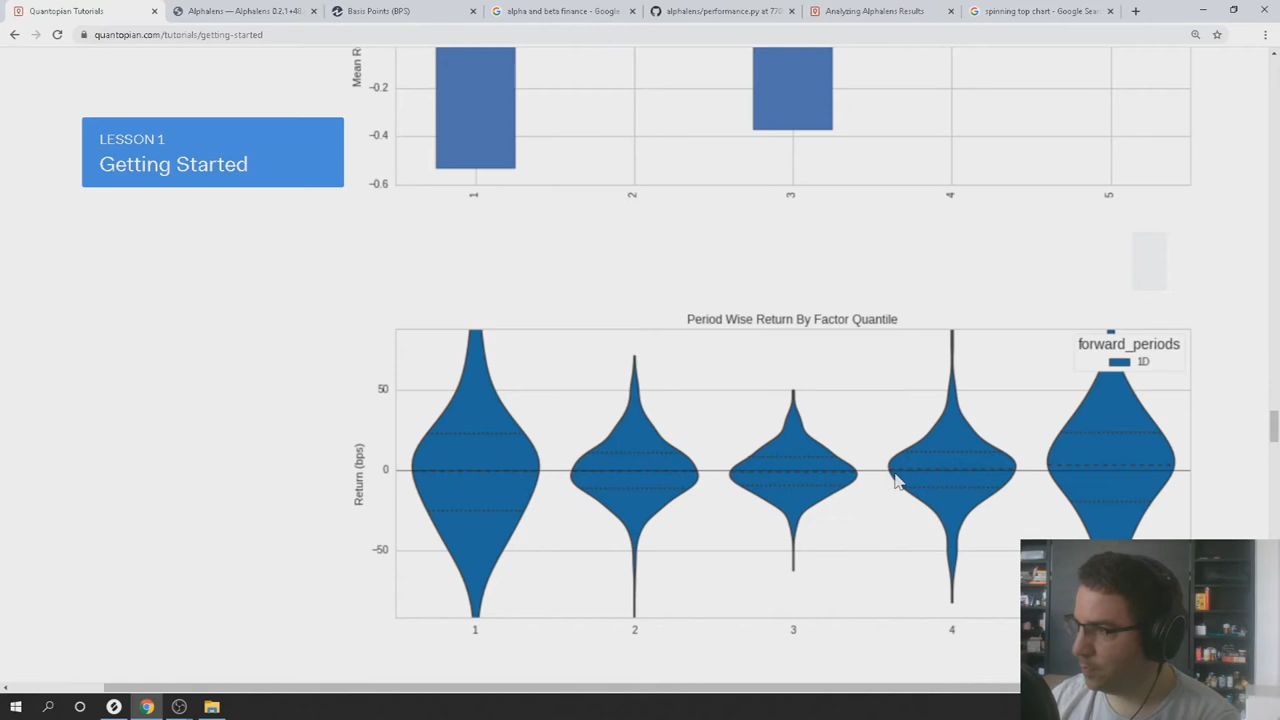 Quantopian Tutorials
Alphalens — Alphalens 0.2.1+48.
Basis Points (BPS)
alpha and beta finance - Google
alphalens/performance.py at 770
Analyzing Alphalens Results
spinning top chart - Google Sear
quantopian.com/tutorials/getting-started
LESSON 1
Getting Started
Mean R
−0.2
−0.4
−0.6
1
2
3
4
5
Period Wise Return By Factor Quantile
forward_periods
1D
Return (bps)
50
0
−50
1
2
3
4